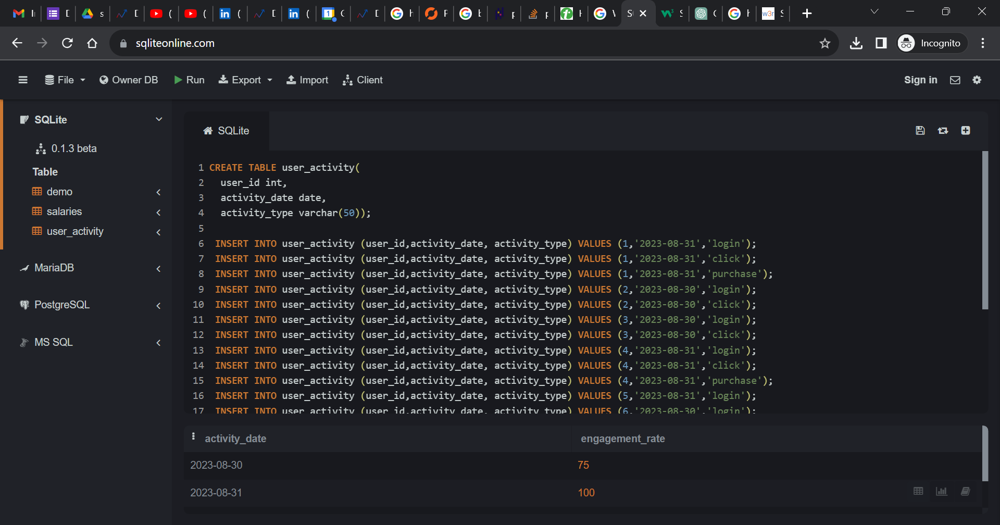 sqliteonline.com
Incognito
File
Owner DB
Run
Export
Import
Client
Sign in
SQLite
0.1.3 beta
Table
demo
salaries
user_activity
MariaDB
PostgreSQL
MS SQL
SQLite
1 CREATE TABLE user_activity(
2 user_id int,
3 activity_date date,
4 activity_type varchar(50));
5
6 INSERT INTO user_activity (user_id,activity_date, activity_type) VALUES (1,'2023-08-31','login');
7 INSERT INTO user_activity (user_id,activity_date, activity_type) VALUES (1,'2023-08-31','click');
8 INSERT INTO user_activity (user_id,activity_date, activity_type) VALUES (1,'2023-08-31','purchase');
9 INSERT INTO user_activity (user_id,activity_date, activity_type) VALUES (2,'2023-08-30','login');
10 INSERT INTO user_activity (user_id,activity_date, activity_type) VALUES (2,'2023-08-30','click');
11 INSERT INTO user_activity (user_id,activity_date, activity_type) VALUES (3,'2023-08-30','login');
12 INSERT INTO user_activity (user_id,activity_date, activity_type) VALUES (3,'2023-08-30','click');
13 INSERT INTO user_activity (user_id,activity_date, activity_type) VALUES (4,'2023-08-31','login');
14 INSERT INTO user_activity (user_id,activity_date, activity_type) VALUES (4,'2023-08-31','click');
15 INSERT INTO user_activity (user_id,activity_date, activity_type) VALUES (4,'2023-08-31','purchase');
16 INSERT INTO user_activity (user_id,activity_date, activity_type) VALUES (5,'2023-08-31','login');
17 INSERT INTO user_activity (user_id,activity_date, activity_type) VALUES (6,'2023-08-30','login');
activity_date engagement_rate
2023-08-30 75
2023-08-31 100